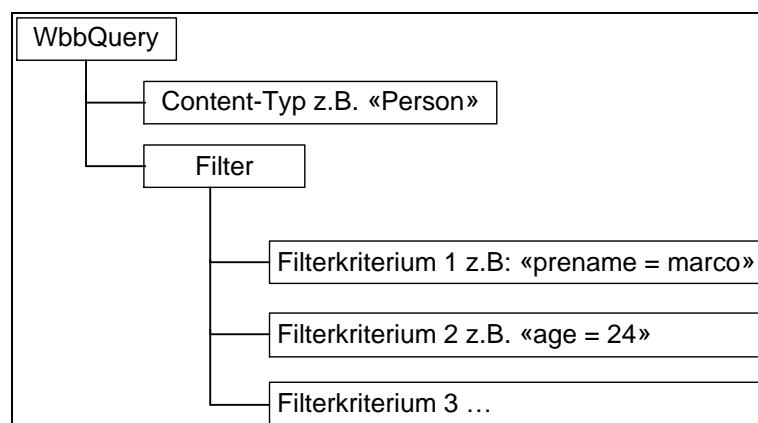 WbbQuery
Content-Typ z.B. «Person»
Filter
Filterkriterium 1 z.B: «prename = marco»
Filterkriterium 2 z.B. «age = 24»
Filterkriterium 3 …